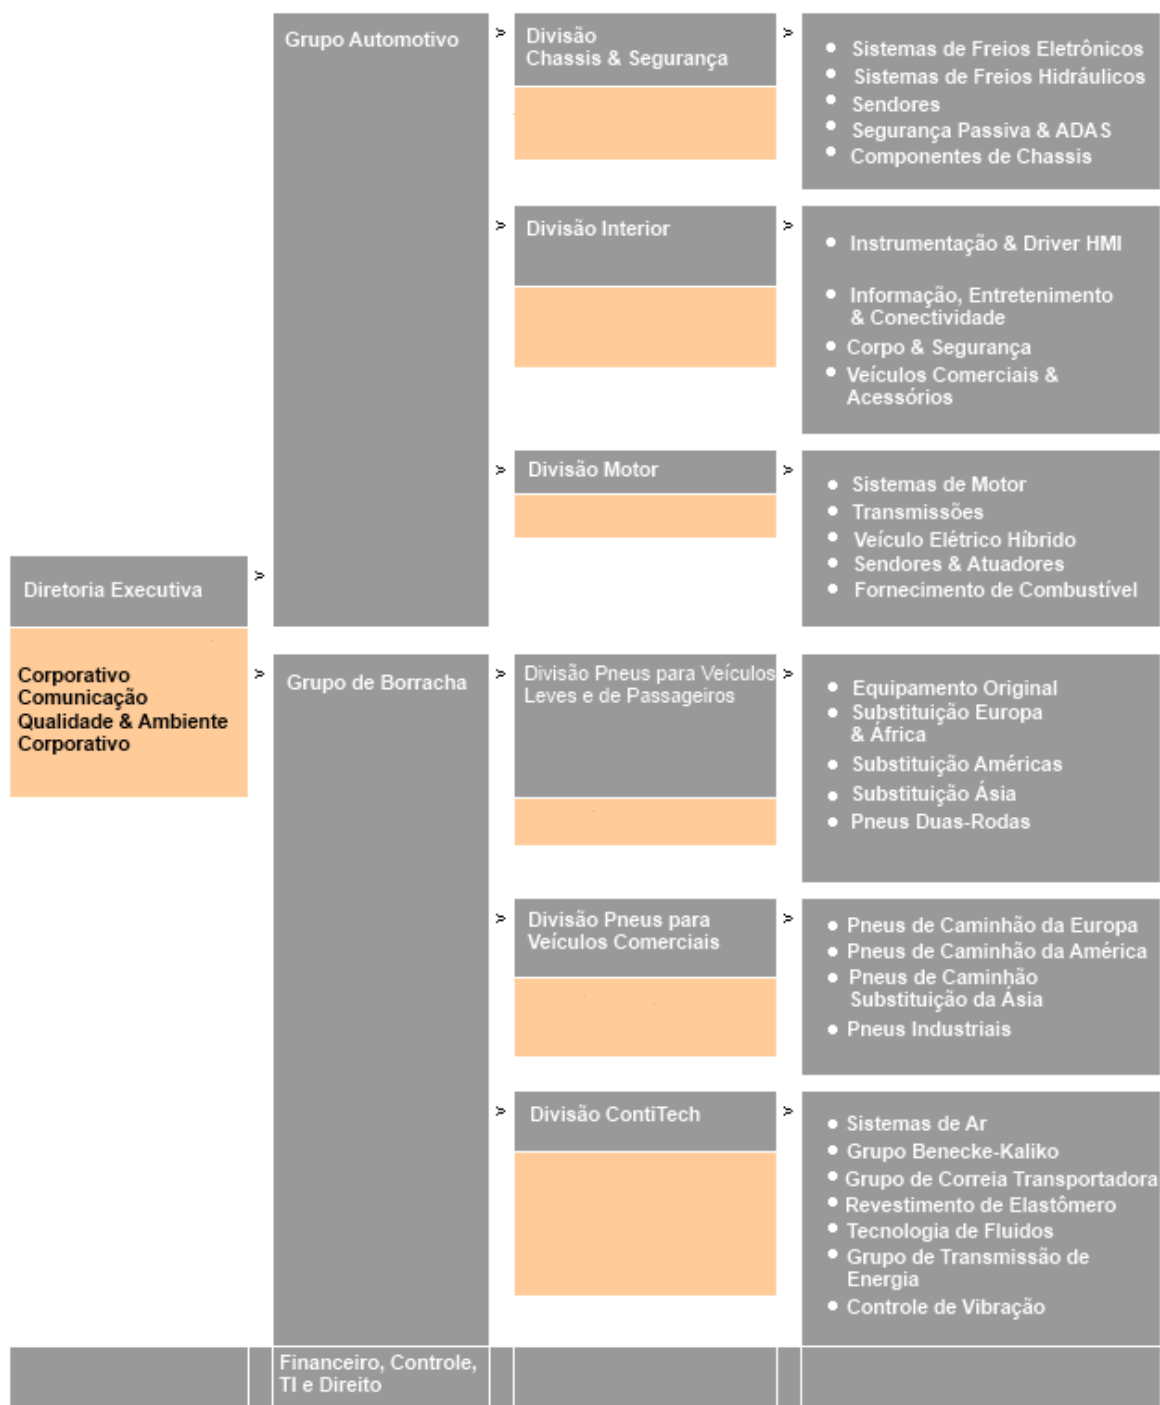 Grupo Automotivo
Divisão
Chassis & Segurança
Sistemas de Freios Eletrônicos
Sistemas de Freios Hidráulicos
Sendores
Segurança Passiva & ADAS
Componentes de Chassis
Divisão Interior
Instrumentação & Driver HMI
Informação, Entretenimento
& Conectividade
Corpo & Segurança
Veículos Comerciais &
Acessórios
Divisão Motor
Sistemas de Motor
Transmissões
Veículo Elétrico Híbrido
Sendores & Atuadores
Fornecimento de Combustível
Diretoria Executiva
Corporativo
Comunicação
Qualidade & Ambiente
Corporativo
Grupo de Borracha
Divisão Pneus para Veículos
Leves e de Passageiros
Equipamento Original
Substituição Europa
& África
Substituição Américas
Substituição Ásia
Pneus Duas-Rodas
Divisão Pneus para
Veículos Comerciais
Pneus de Caminhão da Europa
Pneus de Caminhão da América
Pneus de Caminhão
Substituição da Ásia
Pneus Industriais
Divisão ContiTech
Sistemas de Ar
Grupo Benecke-Kaliko
Grupo de Correia Transportadora
Revestimento de Elastômero
Tecnologia de Fluidos
Grupo de Transmissão de
Energia
Controle de Vibração
Financeiro, Controle,
TI e Direito